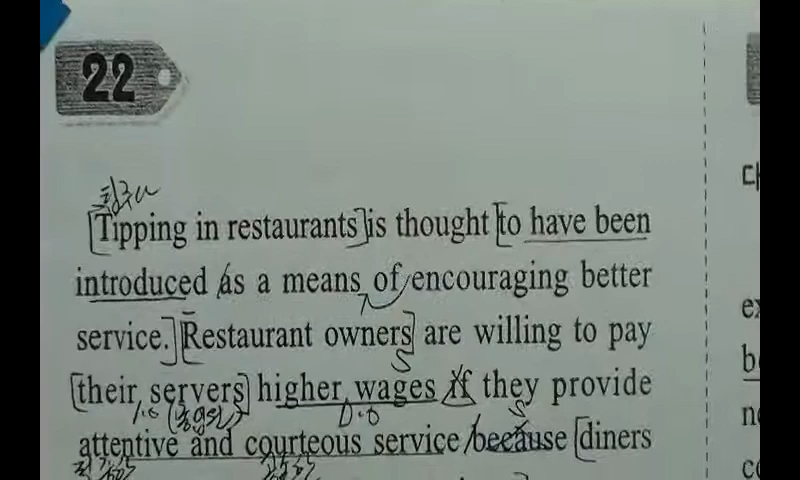 22
Tipping in restaurants is thought to have been
introduced as a means of encouraging better
service. Restaurant owners are willing to pay
S
their servers higher wages if they provide
I.O
D.O
S
attentive and courteous service because diners